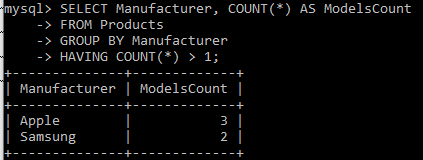 mysql> SELECT Manufacturer, COUNT(*) AS ModelsCount
    -> FROM Products
    -> GROUP BY Manufacturer
    -> HAVING COUNT(*) > 1;
+--------------+-------------+
| Manufacturer | ModelsCount |
+--------------+-------------+
| Apple        |           3 |
| Samsung      |           2 |
+--------------+-------------+